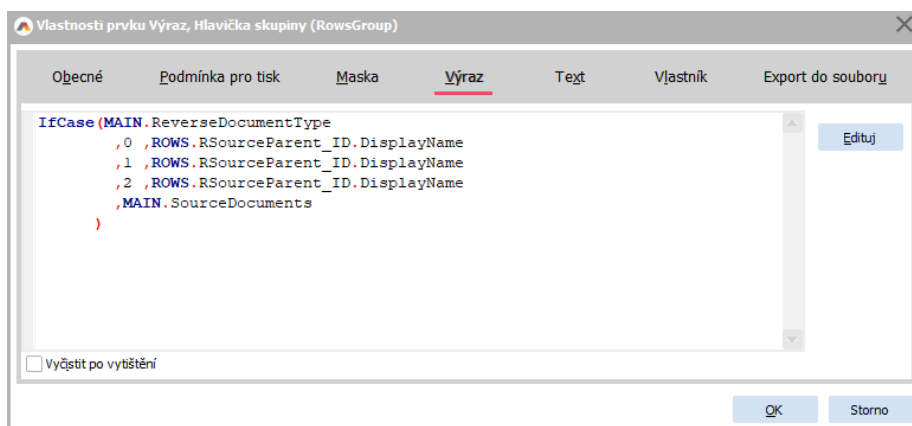 Vlastnosti prvku Výraz, Hlavička skupiny (RowsGroup)
Obecné Podmínka pro tisk Maska Výraz Text Vlastník Export do souboru
IfCase(MAIN.ReverseDocumentType
,0 ,ROWS.RSourceParent_ID.DisplayName
,1 ,ROWS.RSourceParent_ID.DisplayName
,2 ,ROWS.RSourceParent_ID.DisplayName
,MAIN.SourceDocuments
)
Edituj
Vyčistit po vytištění
OK Storno